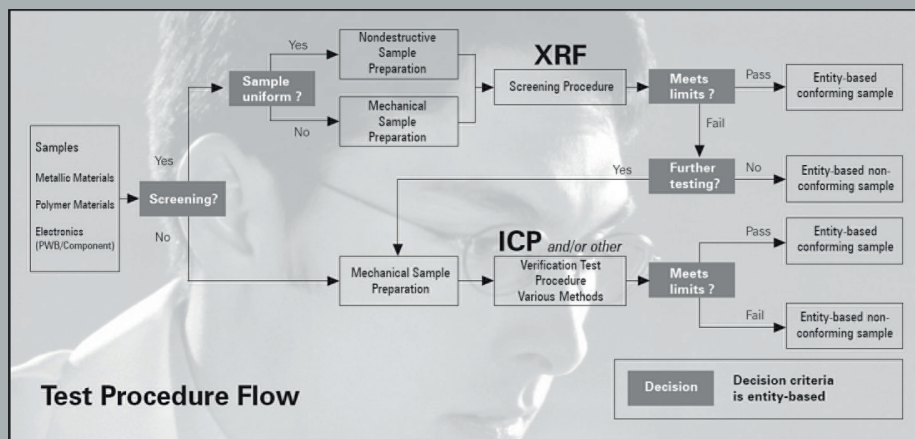 Samples
Metallic Materials
Polymer Materials
Electronics
(PWB/Component)
Screening?
Yes
No
Sample
uniform ?
Yes
No
Nondestructive
Sample
Preparation
Mechanical
Sample
Preparation
XRF
Screening Procedure
Meets
limits ?
Pass
Fail
Entity-based
conforming sample
Further
testing?
Yes
No
Entity-based non-
conforming sample
Mechanical Sample
Preparation
ICP and/or other
Verification Test
Procedure
Various Methods
Meets
limits ?
Pass
Fail
Entity-based
conforming sample
Entity-based non-
conforming sample
Test Procedure Flow
Decision
Decision criteria
is entity-based